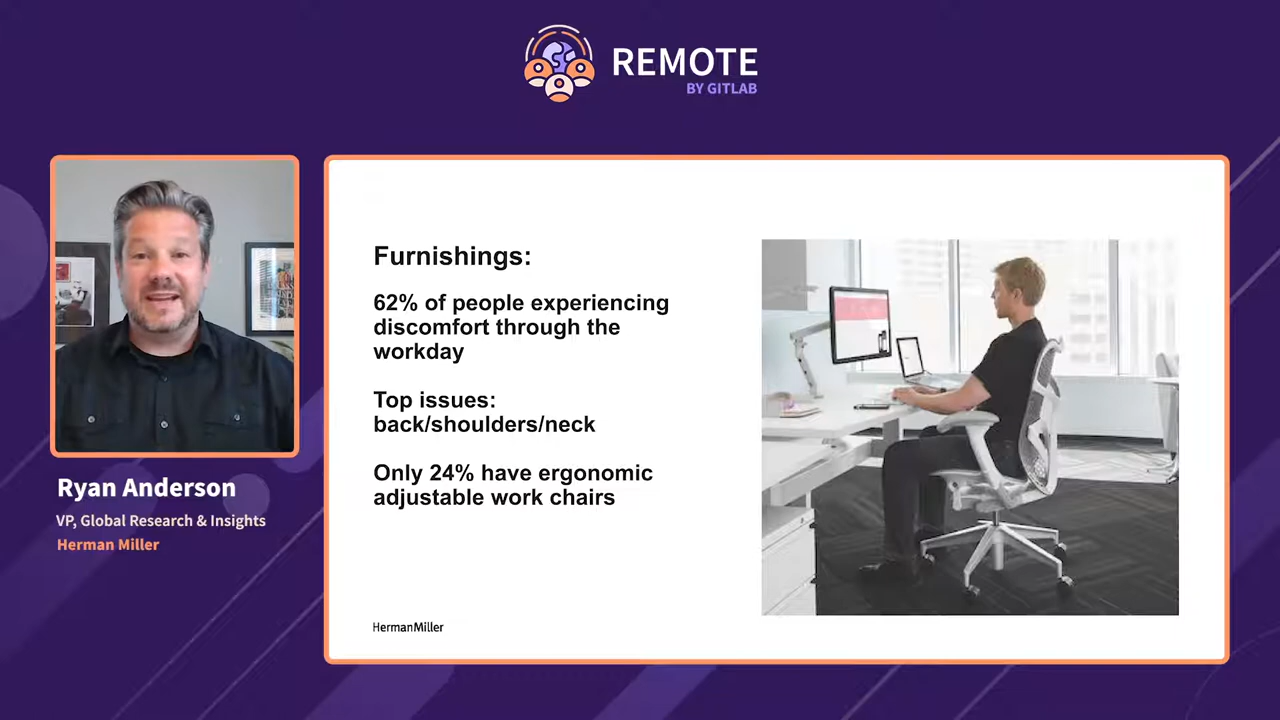 REMOTE
BY GITLAB
Furnishings:
62% of people experiencing
discomfort through the
workday
Top issues:
back/shoulders/neck
Only 24% have ergonomic
adjustable work chairs
HermanMiller
Ryan Anderson
VP, Global Research & Insights
Herman Miller